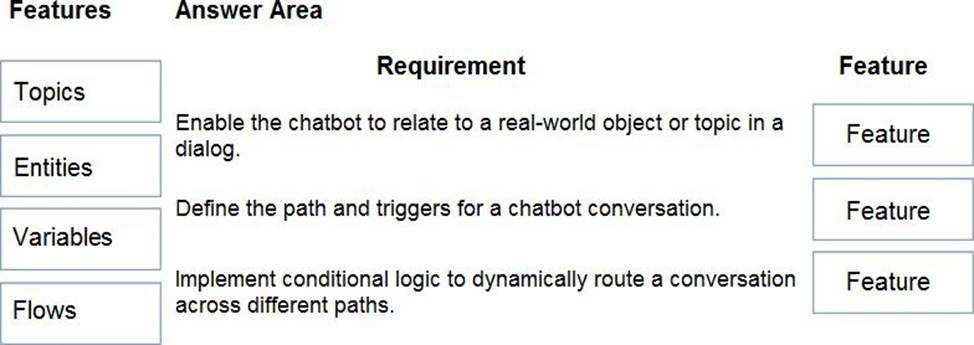 Features
Answer Area
Requirement
Feature
Topics
Enable the chatbot to relate to a real-world object or topic in a
dialog.
Feature
Entities
Define the path and triggers for a chatbot conversation.
Feature
Variables
Implement conditional logic to dynamically route a conversation
across different paths.
Feature
Flows